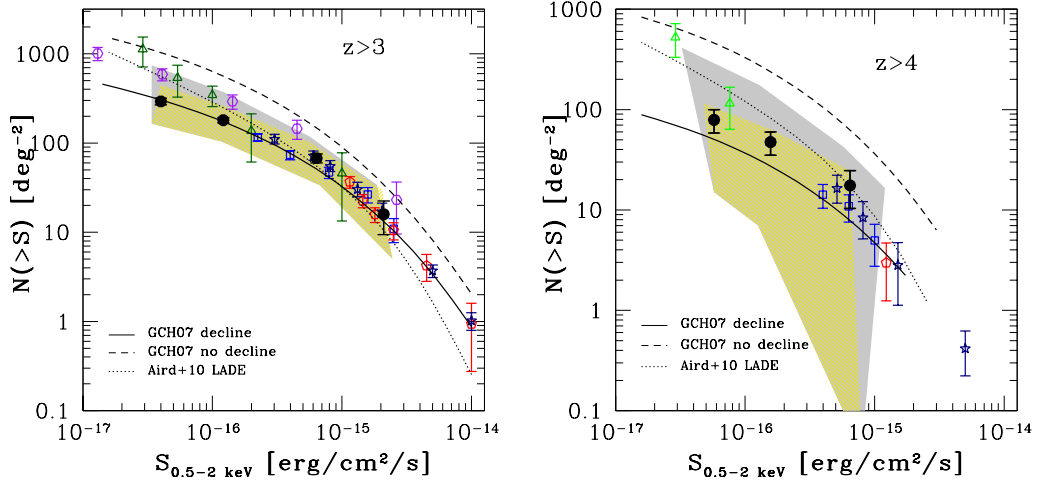 z>3
N(>S) [deg⁻²]
1000
100
10
1
0.1
GCH07 decline
GCH07 no decline
Aird+10 LADE
10⁻¹⁷
10⁻¹⁶
10⁻¹⁵
10⁻¹⁴
S₀.₅₋₂ keV [erg/cm²/s]
z>4
N(>S) [deg⁻²]
1000
100
10
1
0.1
GCH07 decline
GCH07 no decline
Aird+10 LADE
10⁻¹⁷
10⁻¹⁶
10⁻¹⁵
10⁻¹⁴
S₀.₅₋₂ keV [erg/cm²/s]